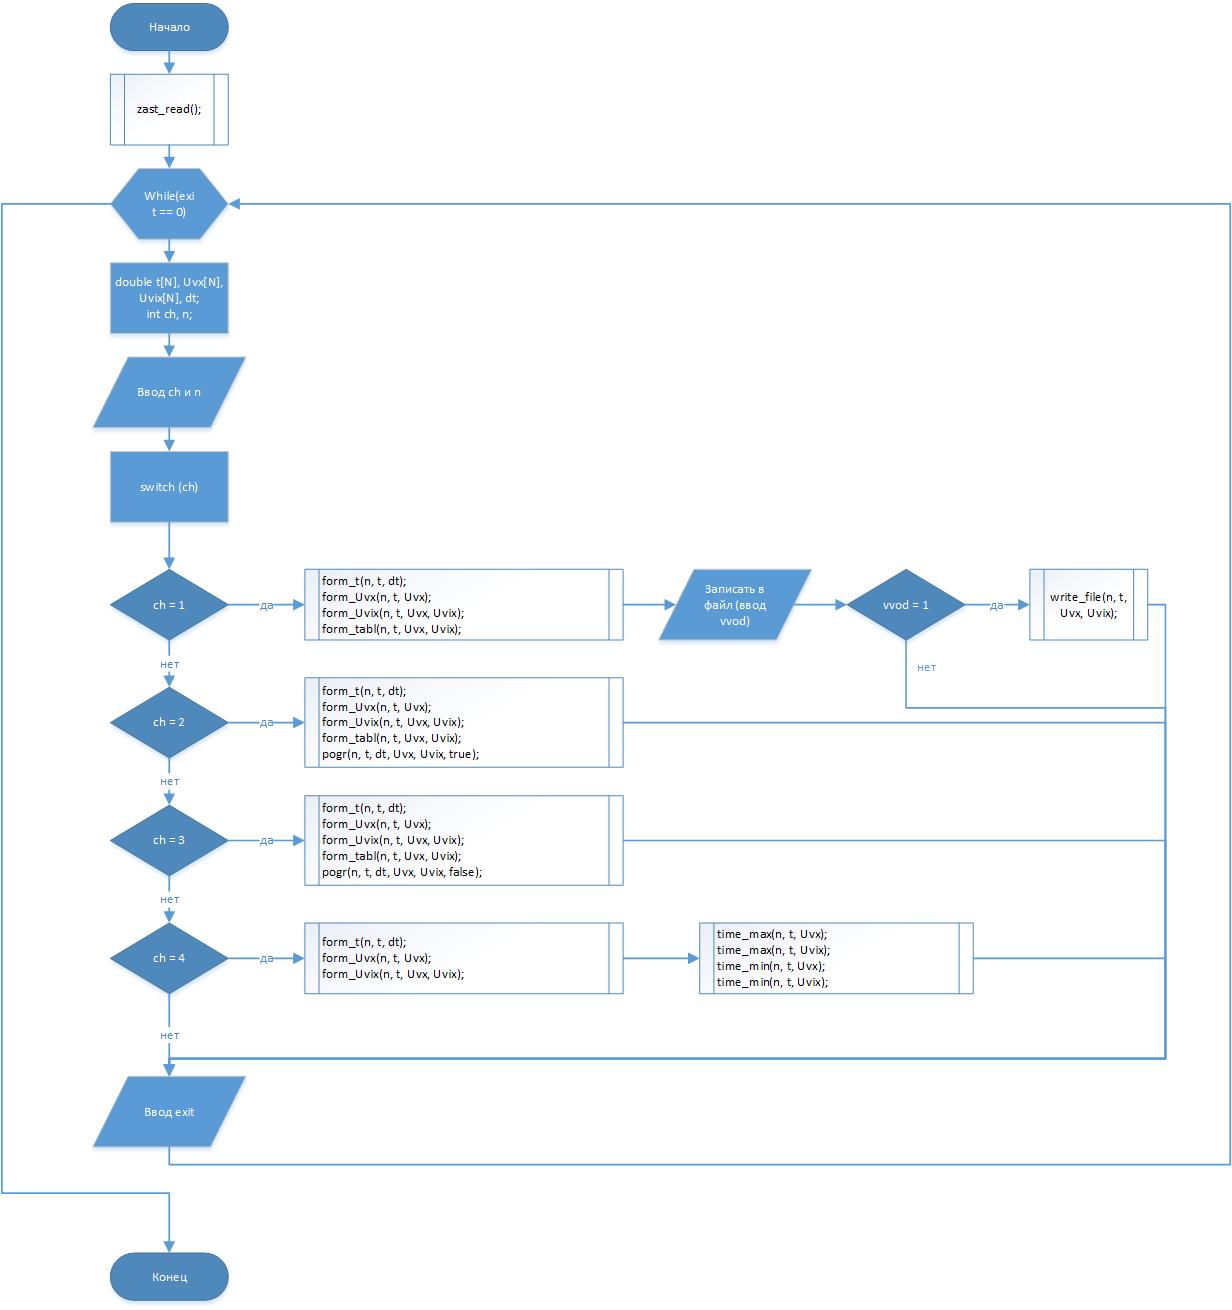 Начало
zast_read();
While(exi
t == 0)
double t[N], Uvx[N],
Uvix[N], dt;
int ch, n;
Ввод ch и n
switch (ch)
ch = 1
да
form_t(n, t, dt);
form_Uvx(n, t, Uvx);
form_Uvix(n, t, Uvx, Uvix);
form_tabl(n, t, Uvx, Uvix);
Записать в
файл (ввод
vvod)
vvod = 1
да
write_file(n, t,
Uvx, Uvix);
нет
нет
ch = 2
да
form_t(n, t, dt);
form_Uvx(n, t, Uvx);
form_Uvix(n, t, Uvx, Uvix);
form_tabl(n, t, Uvx, Uvix);
pogr(n, t, dt, Uvx, Uvix, true);
нет
ch = 3
да
form_t(n, t, dt);
form_Uvx(n, t, Uvx);
form_Uvix(n, t, Uvx, Uvix);
form_tabl(n, t, Uvx, Uvix);
pogr(n, t, dt, Uvx, Uvix, false);
нет
ch = 4
да
form_t(n, t, dt);
form_Uvx(n, t, Uvx);
form_Uvix(n, t, Uvx, Uvix);
time_max(n, t, Uvx);
time_max(n, t, Uvix);
time_min(n, t, Uvx);
time_min(n, t, Uvix);
нет
Ввод exit
Конец